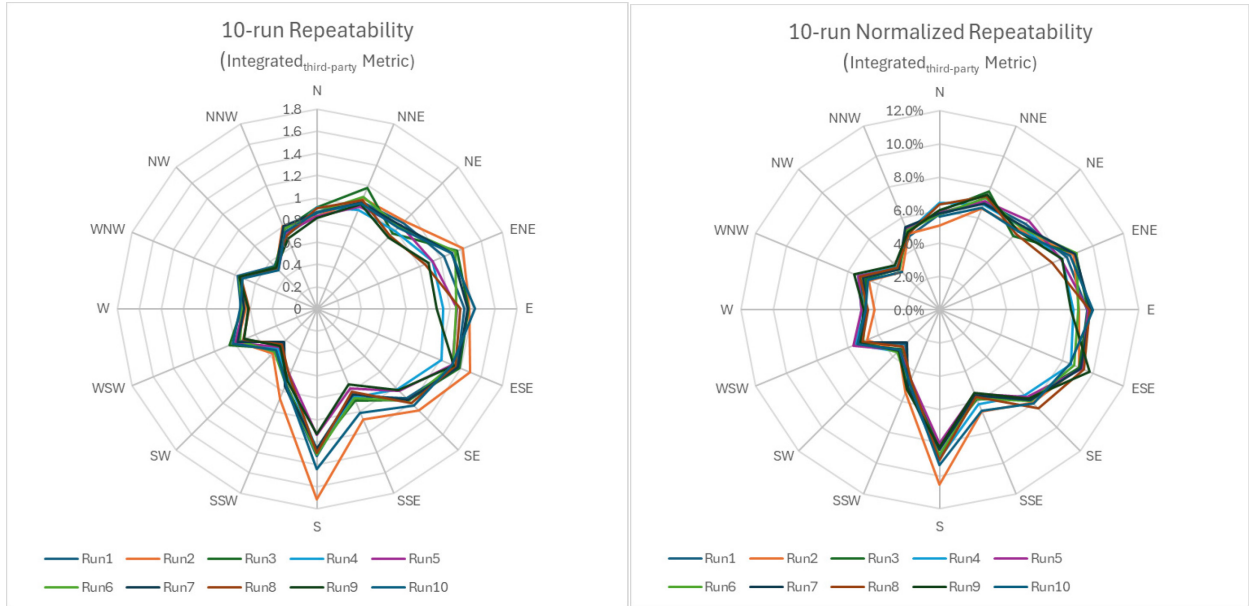 10-run Repeatability
(Integrated third-party Metric)
N
NNW
NNE
NW
NE
WNW
ENE
W
E
WSW
ESE
SW
SE
SSW
SSE
S
1.8
1.6
1.4
1.2
1
0.8
0.6
0.4
0.2
0
Run1 Run2 Run3 Run4 Run5
Run6 Run7 Run8 Run9 Run10
10-run Normalized Repeatability
(Integrated third-party Metric)
N
NNW
NNE
NW
NE
WNW
ENE
W
E
WSW
ESE
SW
SE
SSW
SSE
S
12.0%
10.0%
8.0%
6.0%
4.0%
2.0%
0.0%
Run1 Run2 Run3 Run4 Run5
Run6 Run7 Run8 Run9 Run10